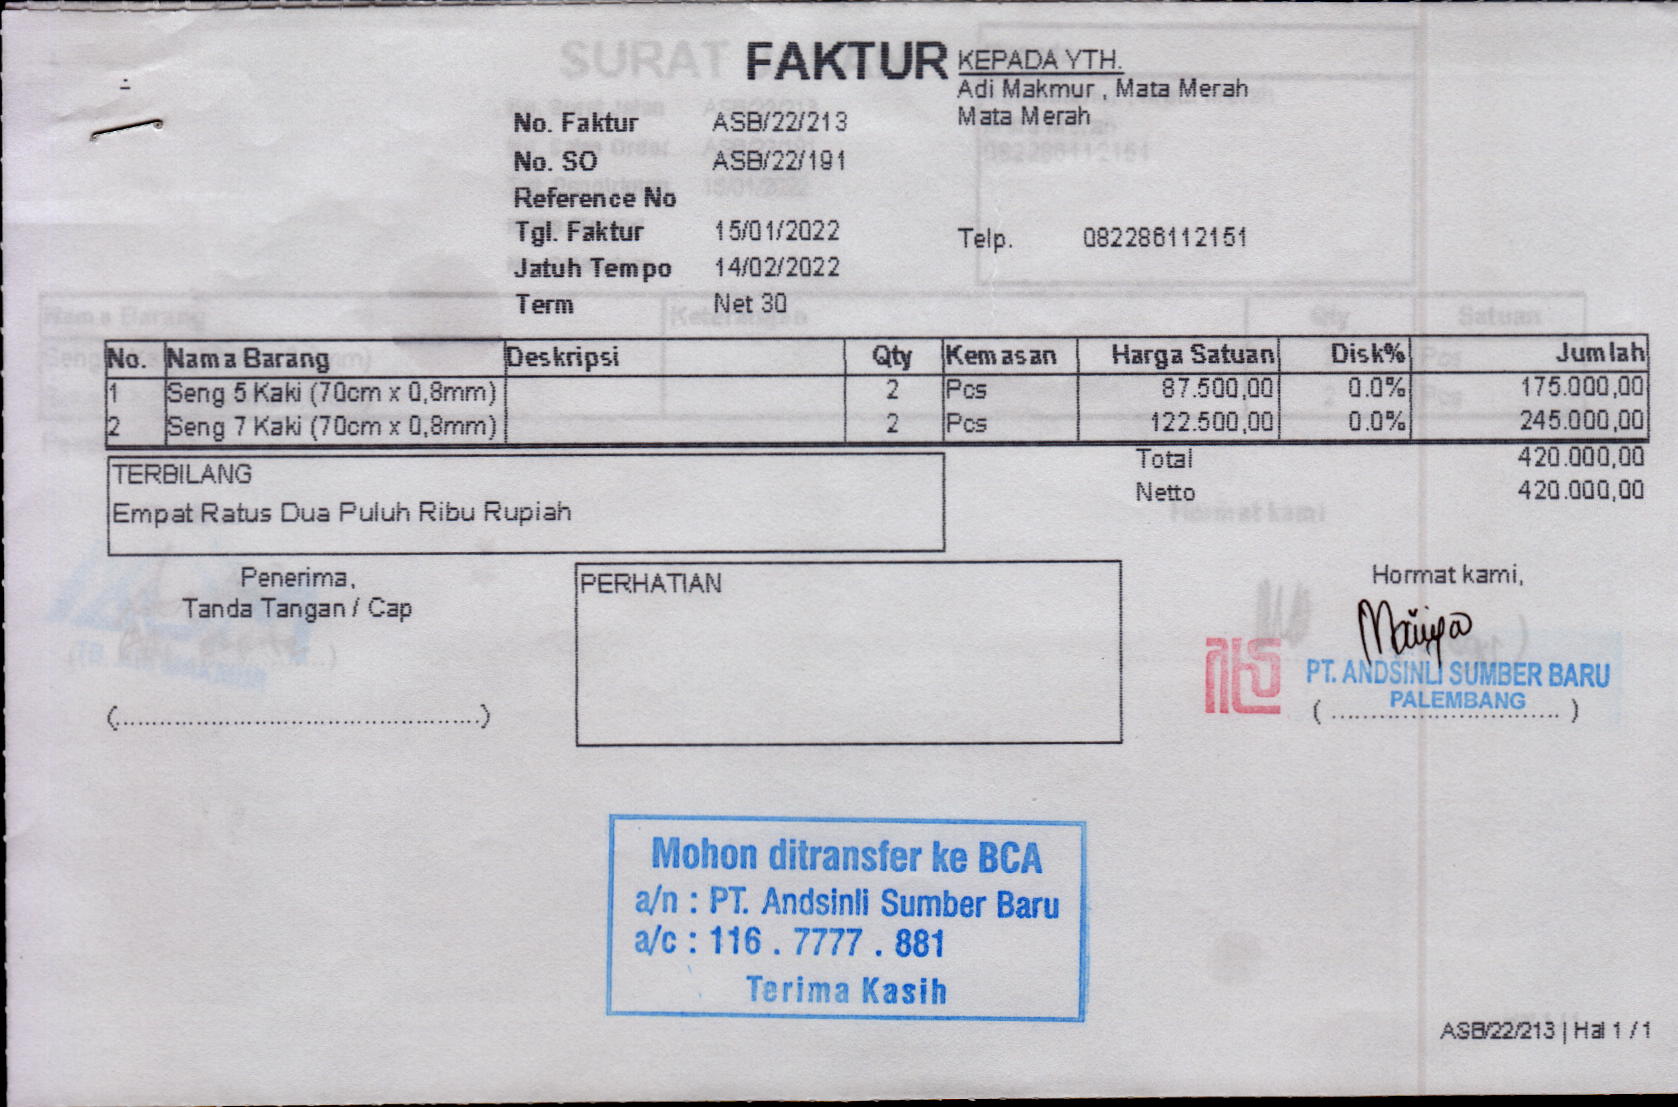 FAKTUR
KEPADA YTH.
Adi Makmur , Mata Merah
Mata Merah
Telp. 082286112151
No. Faktur ASB/22/213
No. SO ASB/22/191
Reference No
Tgl. Faktur 15/01/2022
Jatuh Tempo 14/02/2022
Term Net 30
No. Nama Barang Deskripsi Qty Kemasan Harga Satuan Disk% Jumlah
1 Seng 5 Kaki (70cm x 0,8mm) 2 Pcs 87.500,00 0.0% 175.000,00
2 Seng 7 Kaki (70cm x 0,8mm) 2 Pcs 122.500,00 0.0% 245.000,00
Total 420.000,00
Netto 420.000,00
TERBILANG
Empat Ratus Dua Puluh Ribu Rupiah
Penerima,
Tanda Tangan / Cap
(................................................)
PERHATIAN
Hormat kami,
PT. ANDSINLI SUMBER BARU
PALEMBANG
( .............................. )
Mohon ditransfer ke BCA
a/n : PT. Andsinli Sumber Baru
a/c : 116 . 7777 . 881
Terima Kasih
ASB/22/213 | Hal 1 / 1